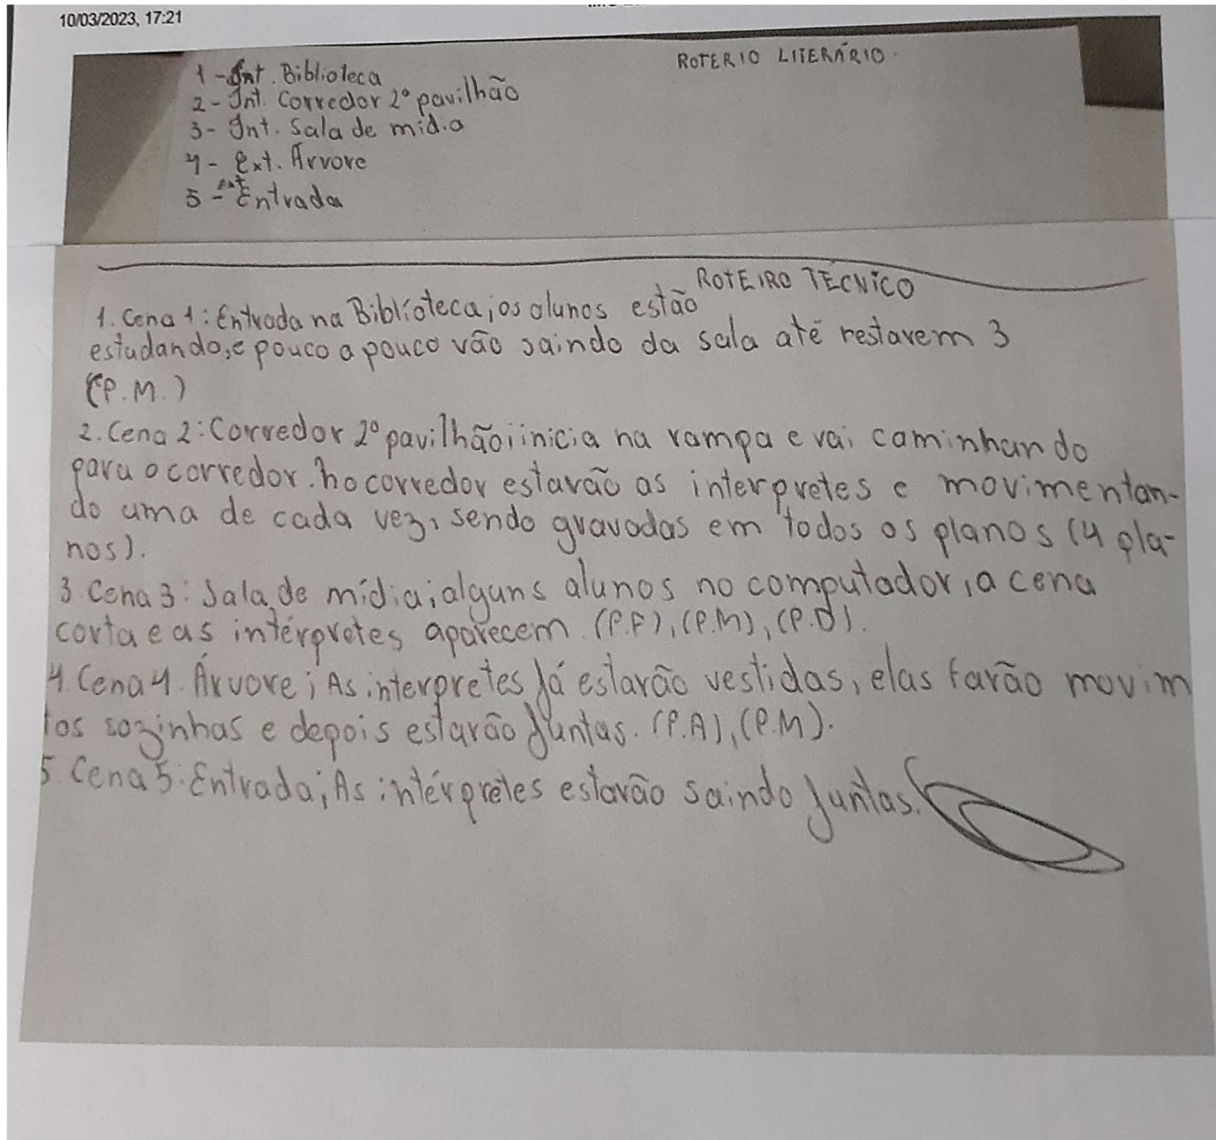 10/03/2023, 17:21
ROTERIO LITERÁRIO.
1 - Int. Biblioteca
2 - Int. Corredor 2° pavilhão
3 - Int. Sala de mídia
4 - Ext. Árvore
5 - ext Entrada
ROTEIRO TÉCNICO
1. Cena 1: Entrada na Biblioteca; os alunos estão
estudando, e pouco a pouco vão saindo da sala até restarem 3
(P.M.)
2. Cena 2: Corredor 2° pavilhão; inicia na rampa e vai caminhando
para o corredor. No corredor estarão as interpretes e movimentan-
do uma de cada vez, sendo gravadas em todos os planos (4 pla-
nos).
3. Cena 3: Sala de mídia; alguns alunos no computador, a cena
corta e as intérpretes aparecem. (P.F), (P.M), (P.D).
4. Cena 4. Árvore; As interpretes já estarão vestidas, elas farão movim
tos sozinhas e depois estarão juntas. (P.A), (P.M).
5. Cena 5: Entrada; As intérpretes estarão saindo juntas.